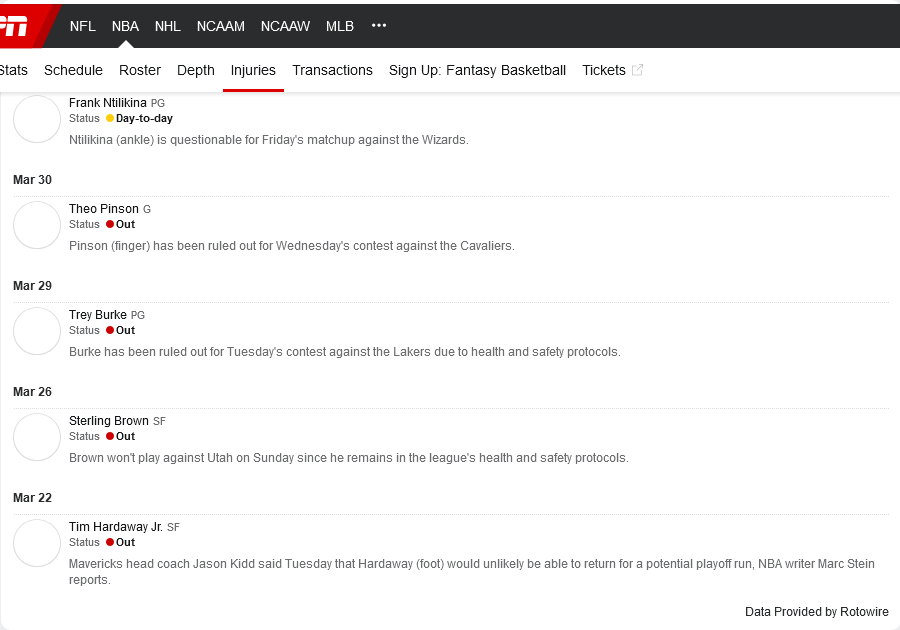 NFL NBA NHL NCAAM NCAAW MLB •••
Stats Schedule Roster Depth Injuries Transactions Sign Up: Fantasy Basketball Tickets
Frank Ntilikina PG
Status Day-to-day
Ntilikina (ankle) is questionable for Friday's matchup against the Wizards.
Mar 30
Theo Pinson G
Status Out
Pinson (finger) has been ruled out for Wednesday's contest against the Cavaliers.
Mar 29
Trey Burke PG
Status Out
Burke has been ruled out for Tuesday's contest against the Lakers due to health and safety protocols.
Mar 26
Sterling Brown SF
Status Out
Brown won't play against Utah on Sunday since he remains in the league's health and safety protocols.
Mar 22
Tim Hardaway Jr. SF
Status Out
Mavericks head coach Jason Kidd said Tuesday that Hardaway (foot) would unlikely be able to return for a potential playoff run, NBA writer Marc Stein
reports.
Data Provided by Rotowire